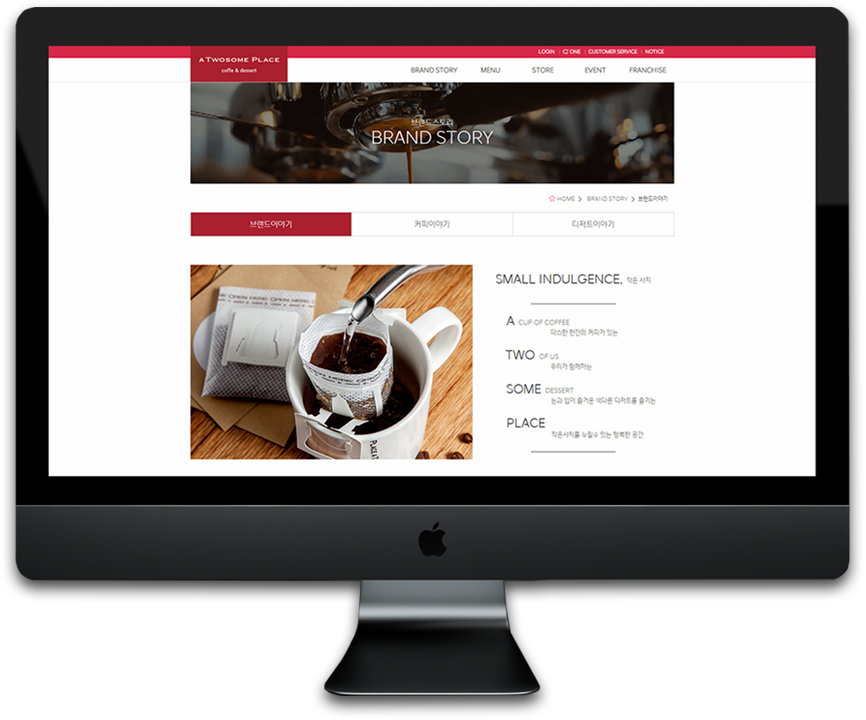 LOGIN | CJ ONE | CUSTOMER SERVICE | NOTICE
A TWOSOME PLACE
coffe & dessert
BRAND STORY MENU STORE EVENT FRANCHISE
브랜드스토리
BRAND STORY
HOME > BRAND STORY > 브랜드이야기
브랜드이야기 커피이야기 디저트이야기
OPEN HERE OPEN HERE
SMALL INDULGENCE, 작은 사치
A CUP OF COFFEE
따스한 한잔의 커피가 있는
TWO OF US
우리가 함께하는
SOME DESSERT
눈과 입이 즐거운 색다른 디저트를 즐기는
PLACE
작은사치를 누릴수 있는 행복한 공간